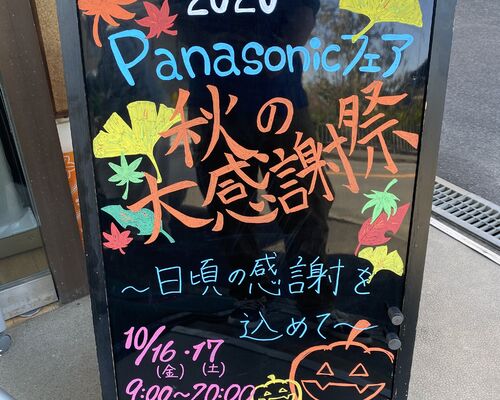 2020
Panasonicフェア
秋の
大感謝祭
～日頃の感謝を
込めて～
10/16・17
(金) (土)
9:00～20:00